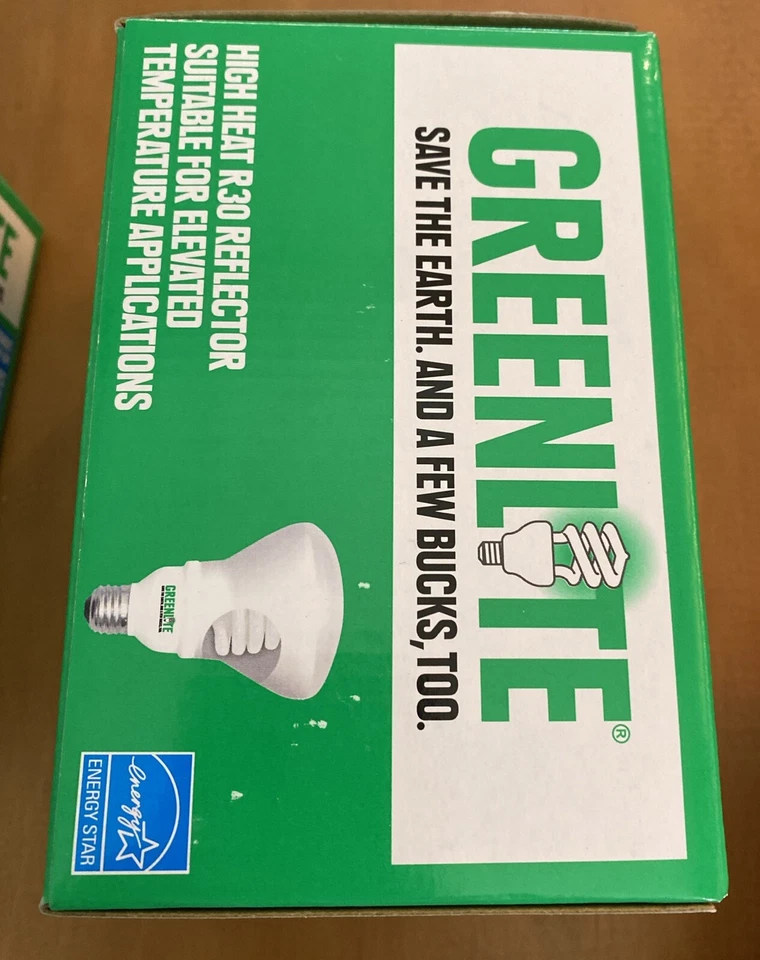 GREENLITE®
SAVE THE EARTH. AND A FEW BUCKS, TOO.
HIGH HEAT R30 REFLECTOR
SUITABLE FOR ELEVATED
TEMPERATURE APPLICATIONS
GREENLITE
energy
ENERGY STAR